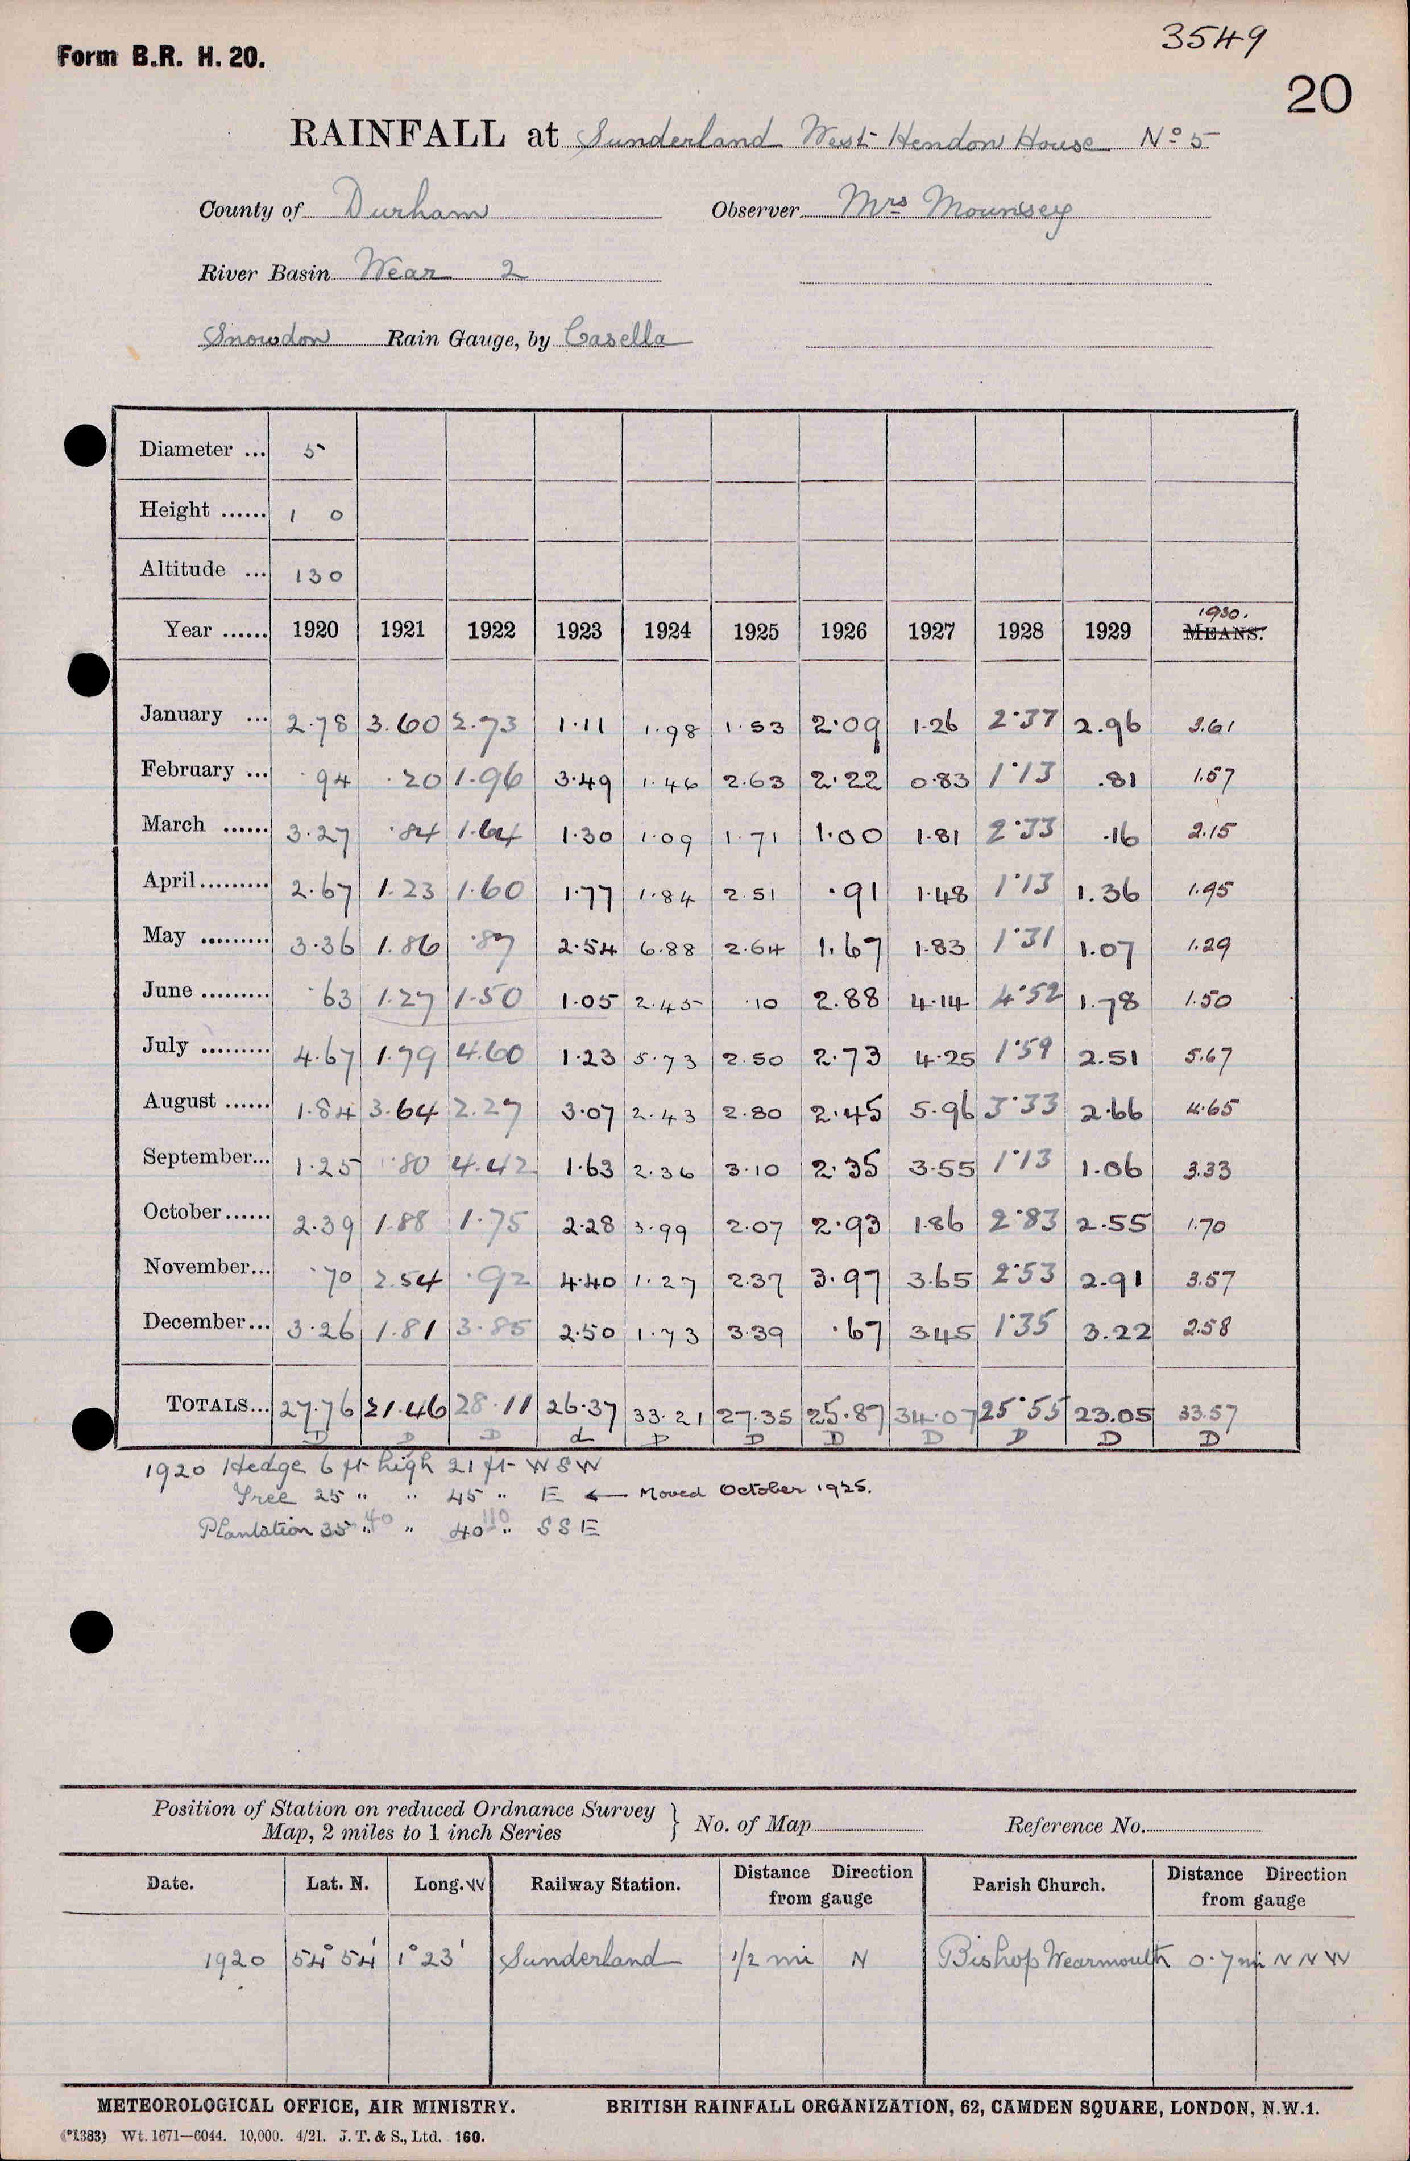 Form B.R. H. 20.
3549
20
RAINFALL at Sunderland West Hendon House Nº 5
County of Durham Observer Mrs Mounsey
River Basin Wear 2
Snowdon Rain Gauge, by Casella
Diameter ... 5
Height ...... 1 0
Altitude ... 130
1930.
Year ...... 1920 1921 1922 1923 1924 1925 1926 1927 1928 1929 MEANS.
January ... 2.78 3.60 2.73 1.11 1.98 1.53 2.09 1.26 2.37 2.96 3.61
February ... .94 .20 1.96 3.49 1.46 2.63 2.22 0.83 1.13 .81 1.57
March ...... 3.27 .84 1.64 1.30 1.09 1.71 1.00 1.81 2.33 .16 2.15
April......... 2.67 1.23 1.60 1.77 1.84 2.51 .91 1.48 1.13 1.36 1.95
May ......... 3.36 1.86 .87 2.54 6.88 2.64 1.67 1.83 1.31 1.07 1.29
June ......... .63 1.27 1.50 1.05 2.45 .10 2.88 4.14 4.52 1.78 1.50
July ......... 4.67 1.79 4.60 1.23 5.73 2.50 2.73 4.25 1.59 2.51 5.67
August ...... 1.84 3.64 2.27 3.07 2.43 2.80 2.45 5.96 3.33 2.66 4.65
September... 1.25 .80 4.42 1.63 2.36 3.10 2.35 3.55 1.13 1.06 3.33
October...... 2.39 1.88 1.75 2.28 3.99 2.07 2.93 1.86 2.83 2.55 1.70
November... .70 2.54 .92 4.40 1.27 2.37 3.97 3.65 2.53 2.91 3.57
December... 3.26 1.81 3.85 2.50 1.73 3.39 .67 3.45 1.35 3.22 2.58
TOTALS... 27.76 21.46 28.11 26.37 33.21 27.35 25.87 34.07 25.55 23.05 33.57
D D D d D D D D D D D
1920 Hedge 6 ft high 21 ft W S W
Tree 25 " " 45 " E ← Moved October 1925.
Plantation 35 " 40 " 40 " 110 S S E
Position of Station on reduced Ordnance Survey
Map, 2 miles to 1 inch Series } No. of Map Reference No.
Date. Lat. N. Long. W Railway Station. Distance Direction from gauge Parish Church. Distance Direction from gauge
1920 54° 54' 1° 23' Sunderland 1/2 mi N Bishop Wearmouth 0.7 mi N N W
METEOROLOGICAL OFFICE, AIR MINISTRY. BRITISH RAINFALL ORGANIZATION, 62, CAMDEN SQUARE, LONDON, N.W.1.
(*1383) Wt. 1671—6044. 10,000. 4/21. J. T. & S., Ltd. 160.